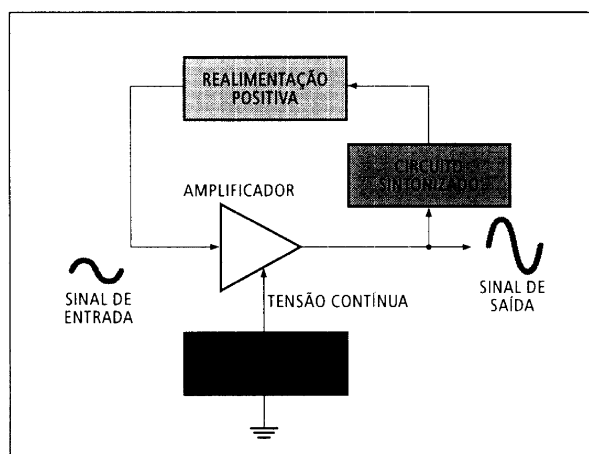 REALIMENTAÇÃO
POSITIVA
CIRCUITO
SINTONIZADO
AMPLIFICADOR
SINAL DE
ENTRADA
TENSÃO CONTÍNUA
SINAL DE
SAÍDA